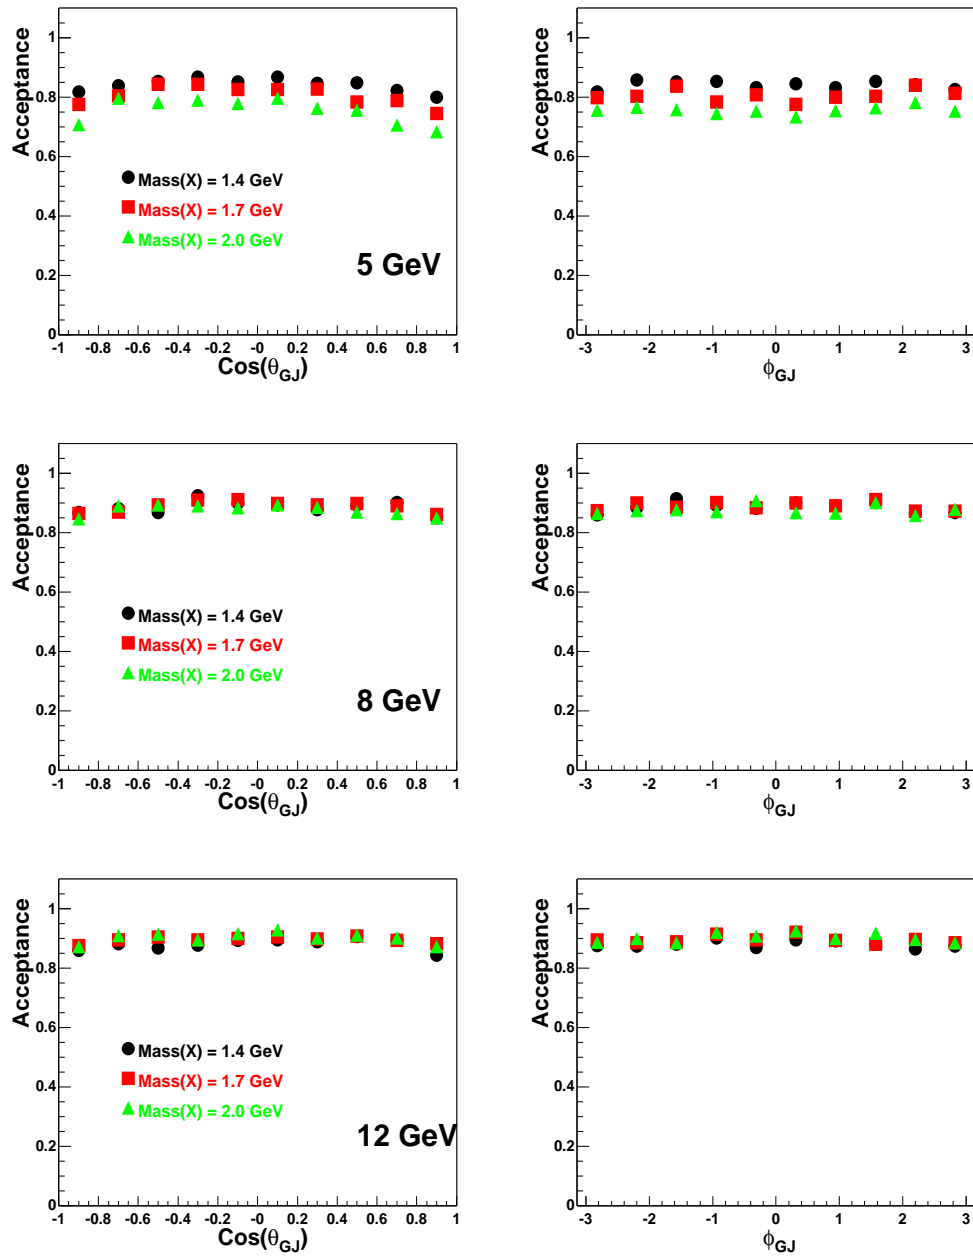 Acceptance
1
0.8
0.6
0.4
0.2
0
Mass(X) = 1.4 GeV
Mass(X) = 1.7 GeV
Mass(X) = 2.0 GeV
5 GeV
-1 -0.8 -0.6 -0.4 -0.2 -0 0.2 0.4 0.6 0.8 1
Cos(θGJ)
Acceptance
1
0.8
0.6
0.4
0.2
0
-3 -2 -1 0 1 2 3
ϕGJ
Acceptance
1
0.8
0.6
0.4
0.2
0
Mass(X) = 1.4 GeV
Mass(X) = 1.7 GeV
Mass(X) = 2.0 GeV
8 GeV
-1 -0.8 -0.6 -0.4 -0.2 -0 0.2 0.4 0.6 0.8 1
Cos(θGJ)
Acceptance
1
0.8
0.6
0.4
0.2
0
-3 -2 -1 0 1 2 3
ϕGJ
Acceptance
1
0.8
0.6
0.4
0.2
0
Mass(X) = 1.4 GeV
Mass(X) = 1.7 GeV
Mass(X) = 2.0 GeV
12 GeV
-1 -0.8 -0.6 -0.4 -0.2 -0 0.2 0.4 0.6 0.8 1
Cos(θGJ)
Acceptance
1
0.8
0.6
0.4
0.2
0
-3 -2 -1 0 1 2 3
ϕGJ